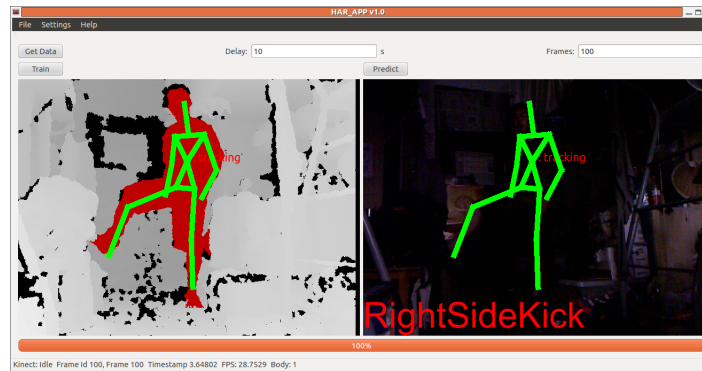 HAR_APP v1.0
File Settings Help
Get Data Delay: 10 s Frames: 100
Train Predict
tracking tracking
RightSideKick
100%
Kinect: Idle Frame Id 100, Frame 100 Timestamp 3.64802 FPS: 28.7529 Body: 1